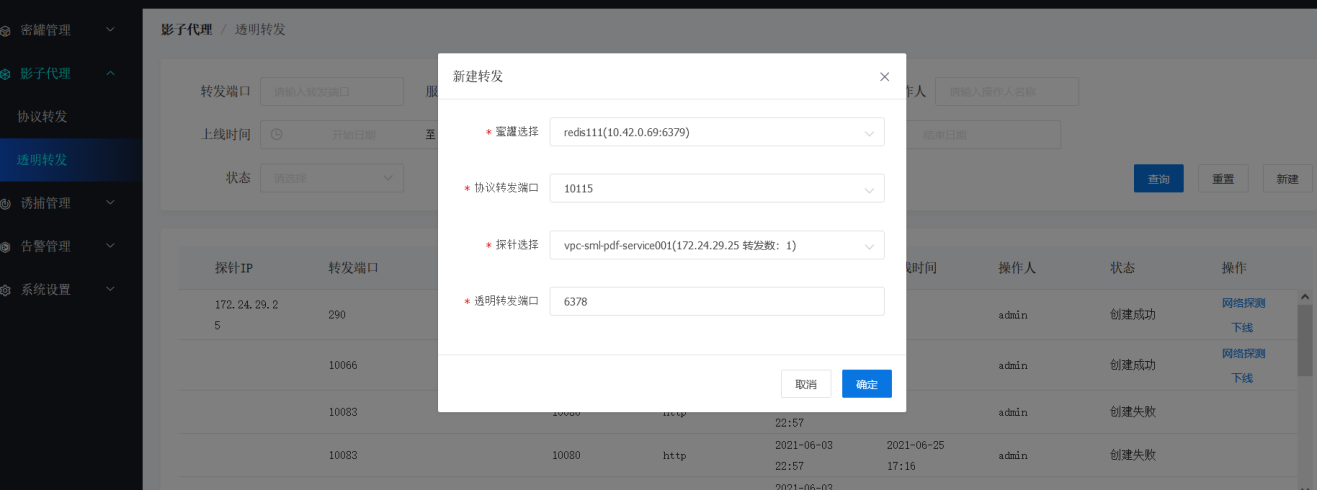 密罐管理
影子代理
协议转发
透明转发
诱捕管理
告警管理
系统设置
影子代理 / 透明转发
转发端口 请输入转发端口 服 作人 请输入操作人名称
上线时间 开始日期 至 结束日期
状态 请选择 查询 重置 新建
新建转发
* 蜜罐选择 redis111(10.42.0.69:6379)
* 协议转发端口 10115
* 探针选择 vpc-sml-pdf-service001(172.24.29.25 转发数: 1)
* 透明转发端口 6378
取消 确定
探针IP 转发端口 时间 操作人 状态 操作
172.24.29.2
5 290 admin 创建成功 网络探测
下线
10066 admin 创建成功 网络探测
下线
10083 10080 http admin 创建失败
22:57
10083 10080 http 2021-06-03 2021-06-25 admin 创建失败
22:57 17:16
2021-06-03